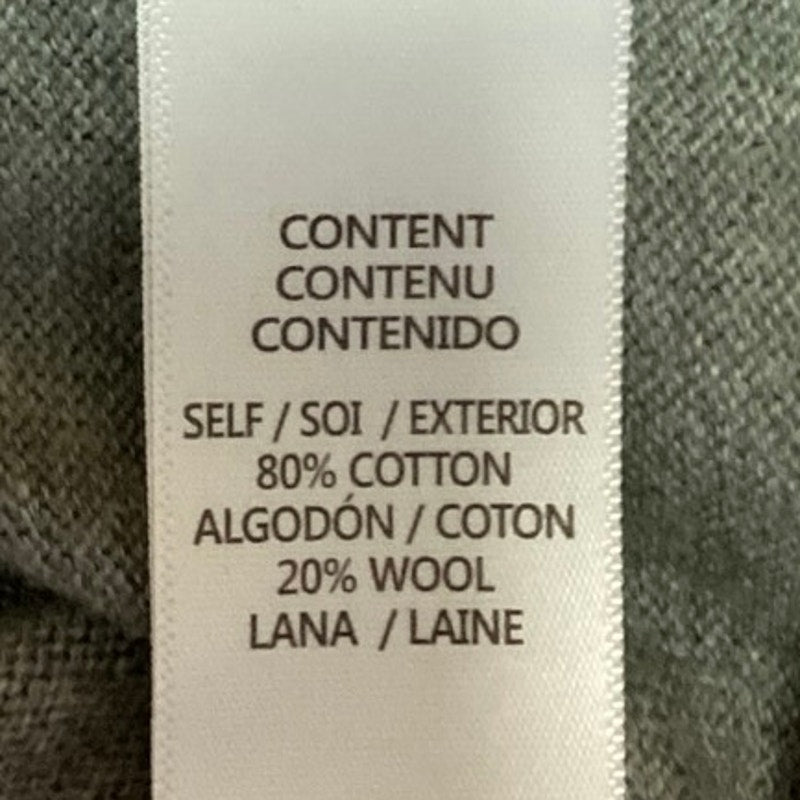 CONTENT
CONTENU
CONTENIDO
SELF / SOI / EXTERIOR
80% COTTON
ALGODÓN / COTON
20% WOOL
LANA / LAINE